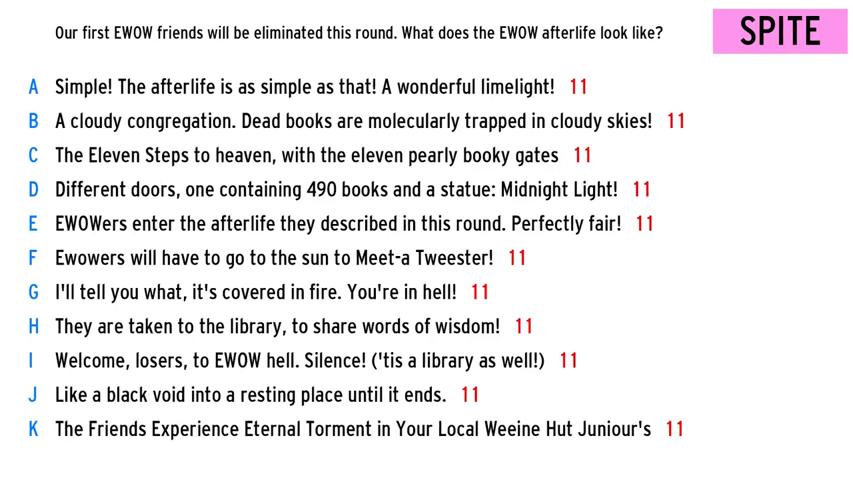 Our first EWOW friends will be eliminated this round. What does the EWOW afterlife look like?
SPITE
A Simple! The afterlife is as simple as that! A wonderful limelight! 11
B A cloudy congregation. Dead books are molecularly trapped in cloudy skies! 11
C The Eleven Steps to heaven, with the eleven pearly booky gates 11
D Different doors, one containing 490 books and a statue: Midnight Light! 11
E EWOWers enter the afterlife they described in this round. Perfectly fair! 11
F Ewowers will have to go to the sun to Meet-a Tweester! 11
G I'll tell you what, it's covered in fire. You're in hell! 11
H They are taken to the library, to share words of wisdom! 11
I Welcome, losers, to EWOW hell. Silence! ('tis a library as well!) 11
J Like a black void into a resting place until it ends. 11
K The Friends Experience Eternal Torment in Your Local Weeine Hut Juniour's 11